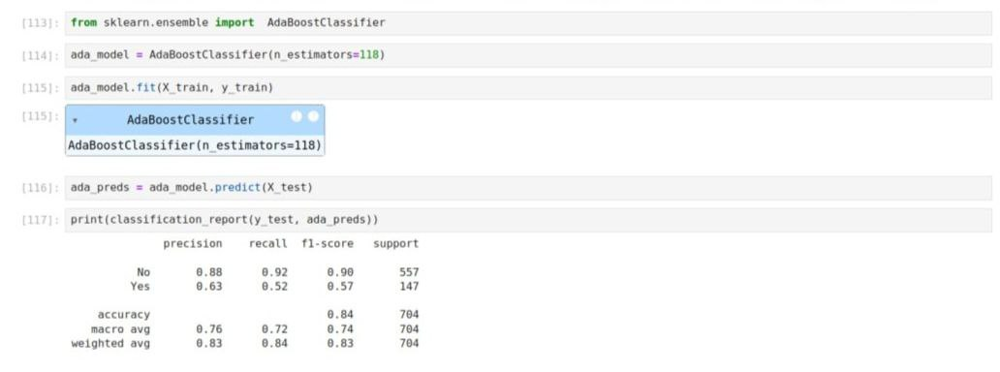 [113]: from sklearn.ensemble import AdaBoostClassifier
[114]: ada_model = AdaBoostClassifier(n_estimators=118)
[115]: ada_model.fit(X_train, y_train)
[115]: ▾ AdaBoostClassifier
AdaBoostClassifier(n_estimators=118)
[116]: ada_preds = ada_model.predict(X_test)
[117]: print(classification_report(y_test, ada_preds))
precision recall f1-score support
No 0.88 0.92 0.90 557
Yes 0.63 0.52 0.57 147
accuracy 0.84 704
macro avg 0.76 0.72 0.74 704
weighted avg 0.83 0.84 0.83 704